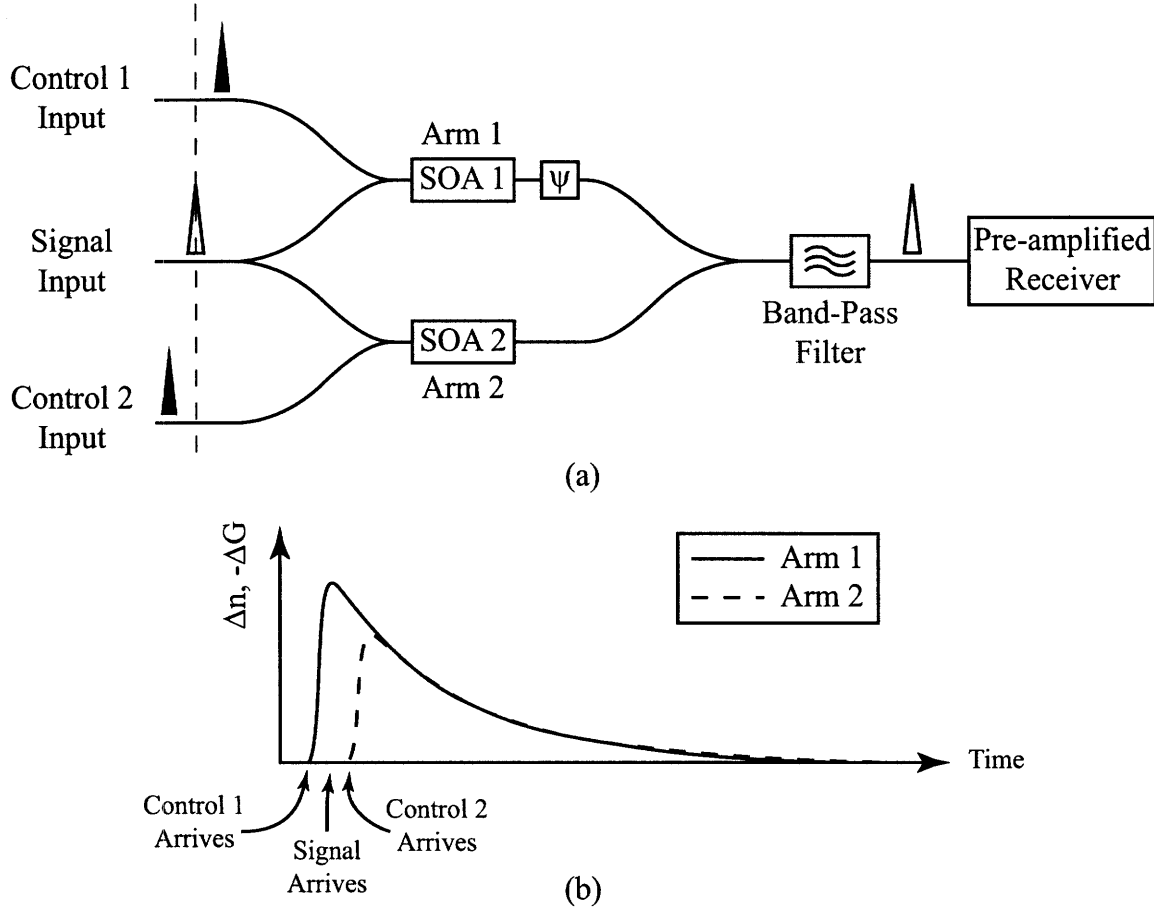 Control 1
Input
Signal
Input
Control 2
Input
Arm 1
SOA 1
ψ
SOA 2
Arm 2
Band-Pass
Filter
Pre-amplified
Receiver
(a)
Δn, -ΔG
Arm 1
Arm 2
Time
Control 1
Arrives
Signal
Arrives
Control 2
Arrives
(b)